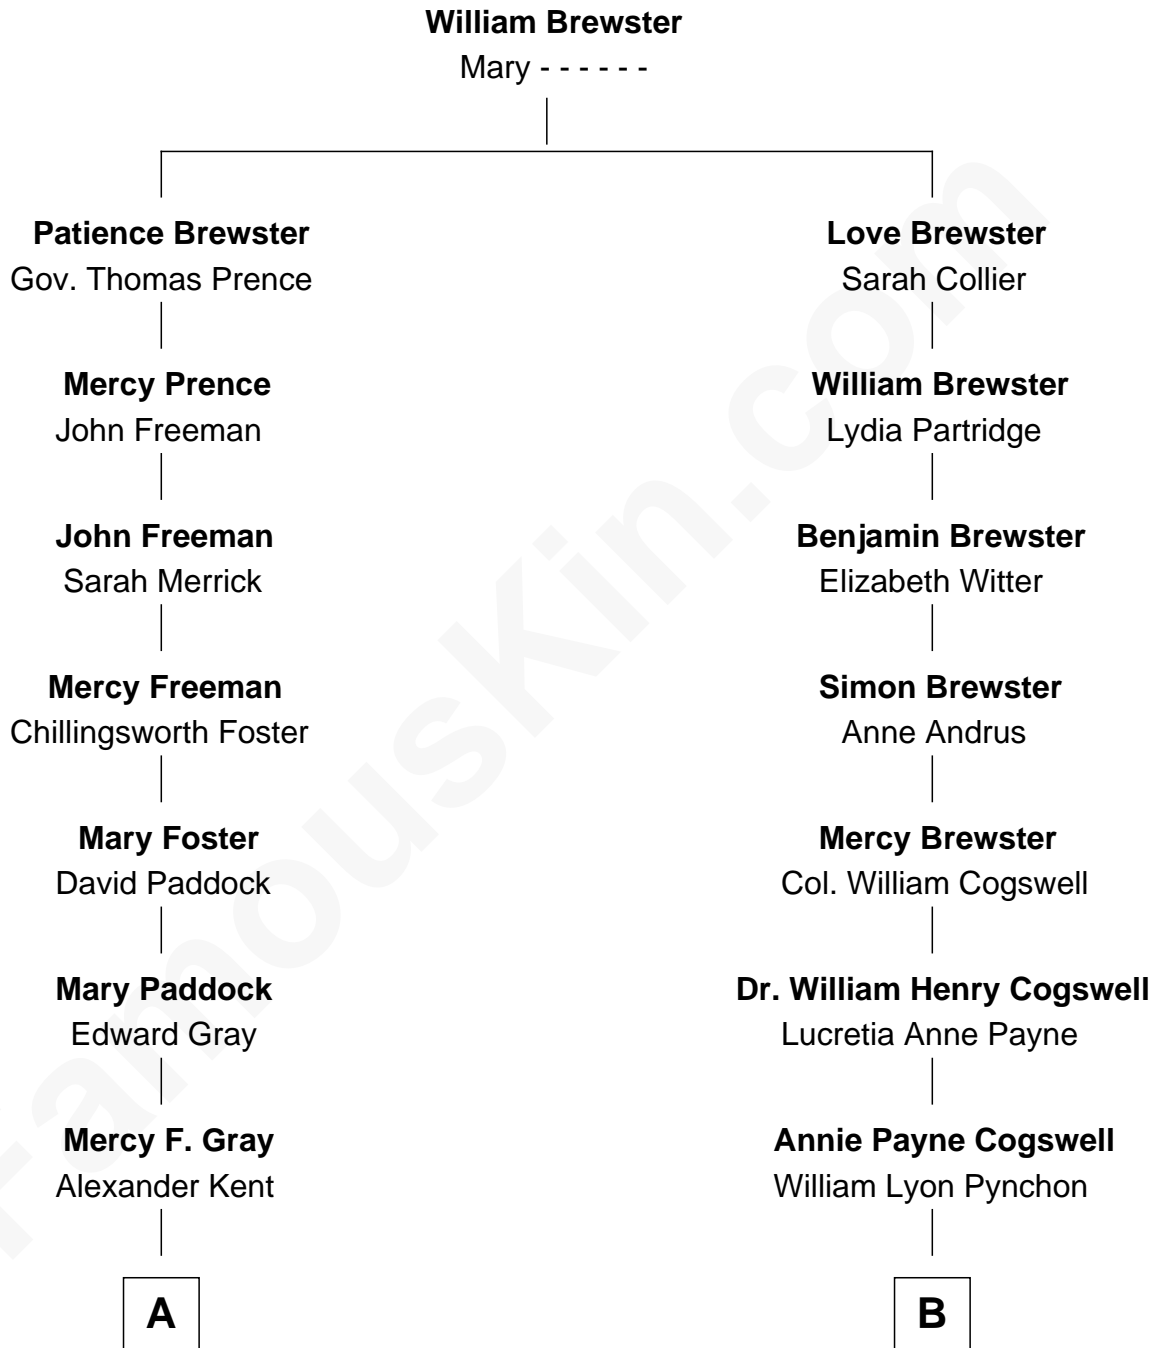 William Brewster
Mary - - - - - -
Patience Brewster
Gov. Thomas Prence
Love Brewster
Sarah Collier
Mercy Prence
John Freeman
William Brewster
Lydia Partridge
John Freeman
Sarah Merrick
Benjamin Brewster
Elizabeth Witter
Mercy Freeman
Chillingsworth Foster
Simon Brewster
Anne Andrus
Mary Foster
David Paddock
Mercy Brewster
Col. William Cogswell
Mary Paddock
Edward Gray
Dr. William Henry Cogswell
Lucretia Anne Payne
Mercy F. Gray
Alexander Kent
Annie Payne Cogswell
William Lyon Pynchon
A
B
FamousKin.com